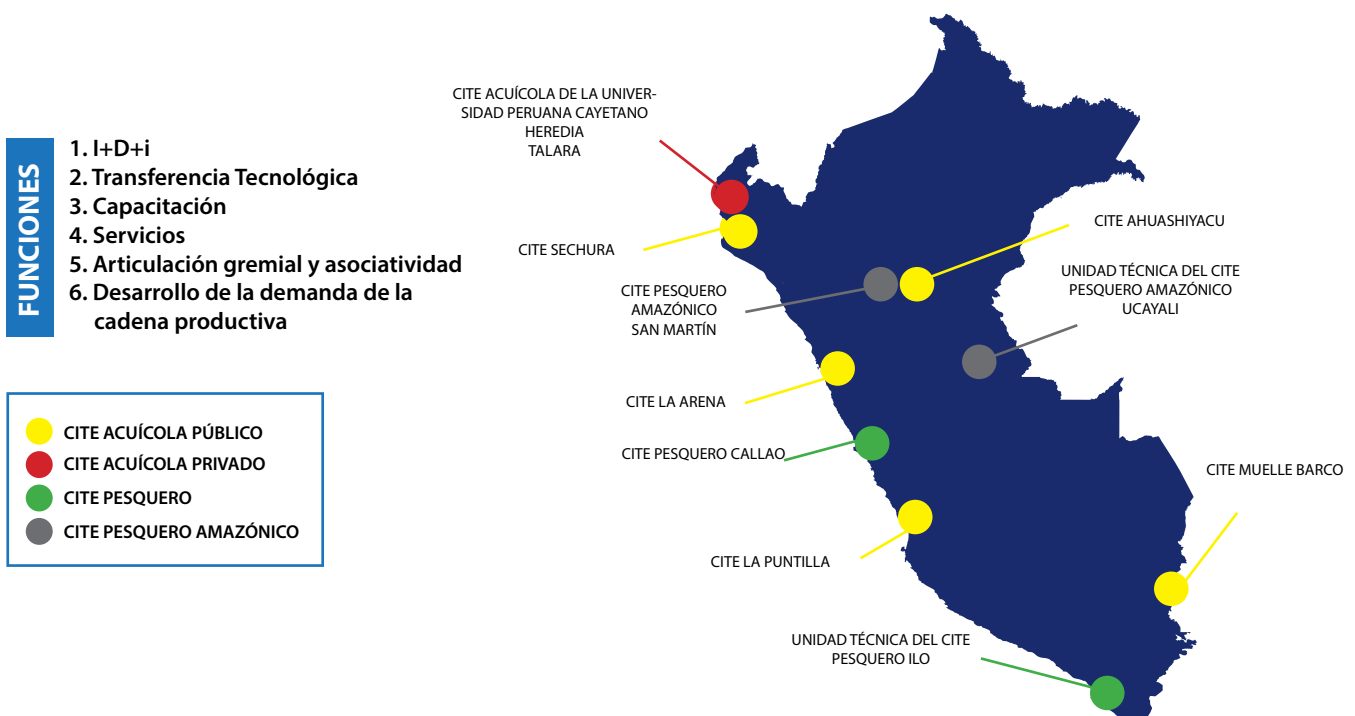 FUNCIONES
1. I+D+i
2. Transferencia Tecnológica
3. Capacitación
4. Servicios
5. Articulación gremial y asociatividad
6. Desarrollo de la demanda de la
cadena productiva
CITE ACUÍCOLA PÚBLICO
CITE ACUÍCOLA PRIVADO
CITE PESQUERO
CITE PESQUERO AMAZÓNICO
CITE ACUÍCOLA DE LA UNIVER-
SIDAD PERUANA CAYETANO
HEREDIA
TALARA
CITE SECHURA
CITE PESQUERO
AMAZÓNICO
SAN MARTÍN
CITE LA ARENA
CITE PESQUERO CALLAO
CITE LA PUNTILLA
UNIDAD TÉCNICA DEL CITE
PESQUERO ILO
CITE AHUASHIYACU
UNIDAD TÉCNICA DEL CITE
PESQUERO AMAZÓNICO
UCAYALI
CITE MUELLE BARCO